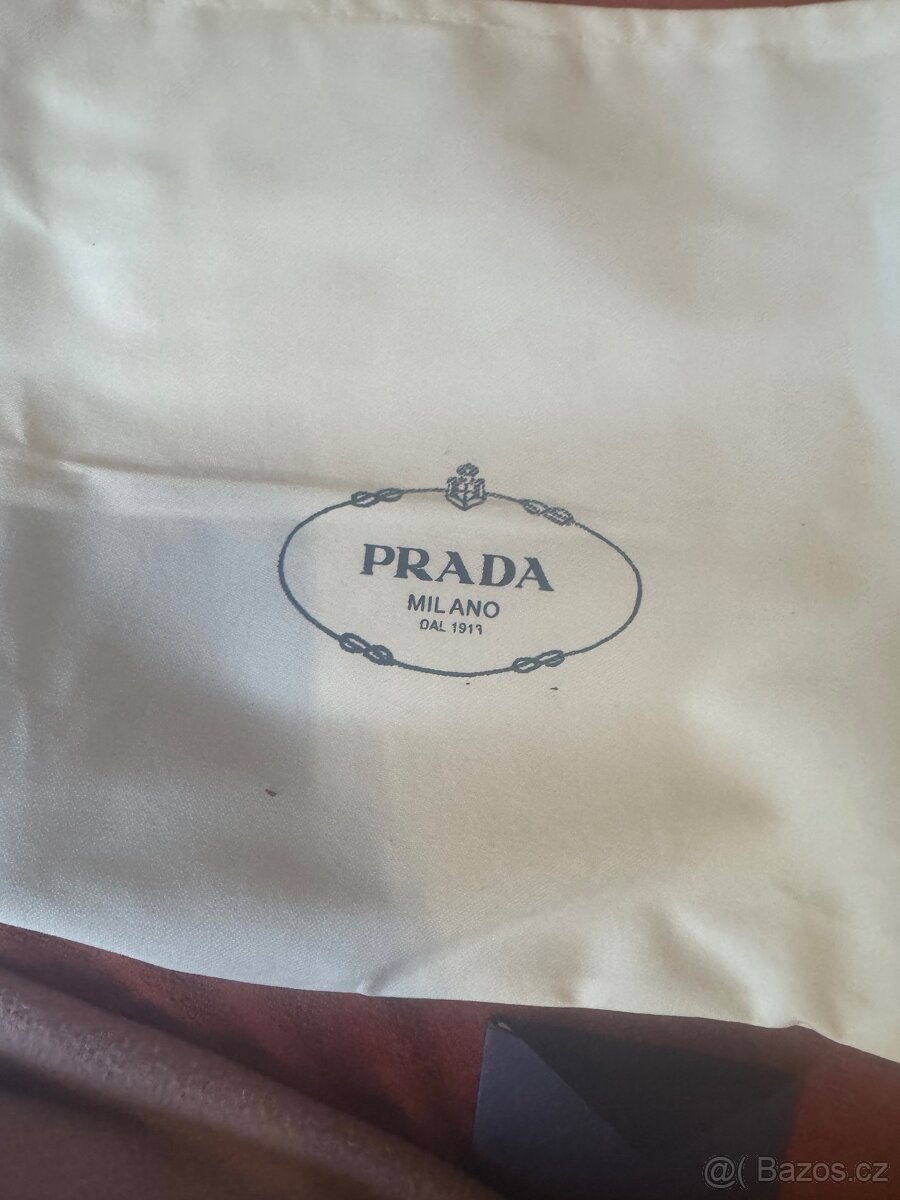 PRADA
MILANO
DAL 1913
@( Bazos.cz